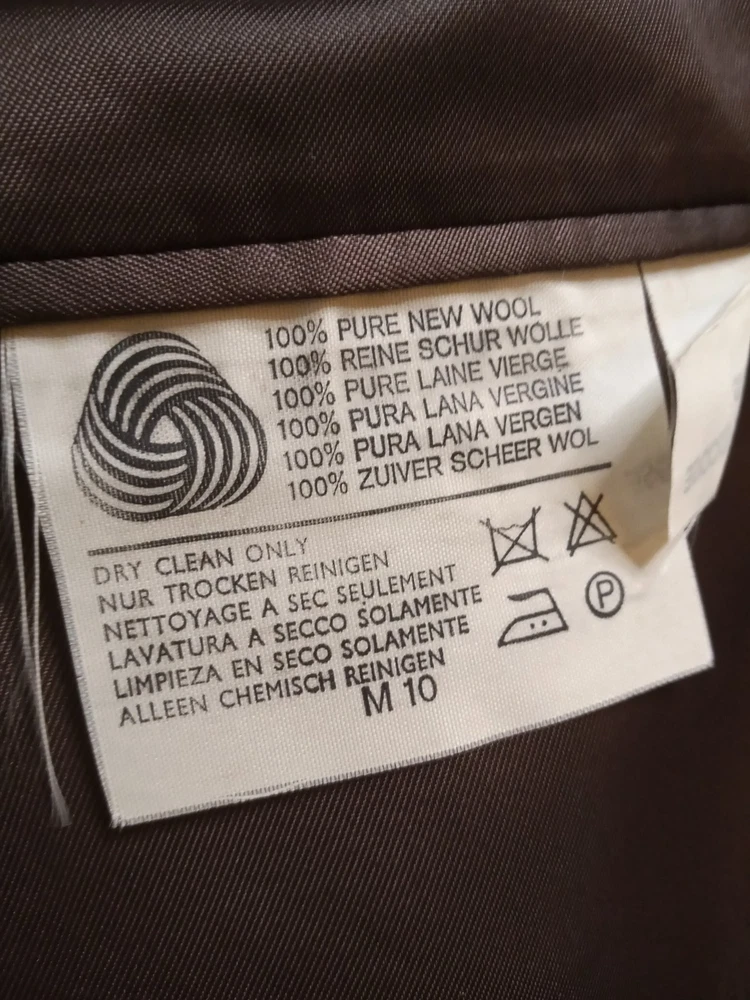 100% PURE NEW WOOL
100% REINE SCHUR WOLLE
100% PURE LAINE VIERGE
100% PURA LANA VERGINE
100% PURA LANA VERGEN
100% ZUIVER SCHEER WOL
DRY CLEAN ONLY
NUR TROCKEN REINIGEN
NETTOYAGE A SEC SEULEMENT
LAVATURA A SECCO SOLAMENTE
LIMPIEZA EN SECO SOLAMENTE
ALLEEN CHEMISCH REINIGEN
P
M 10